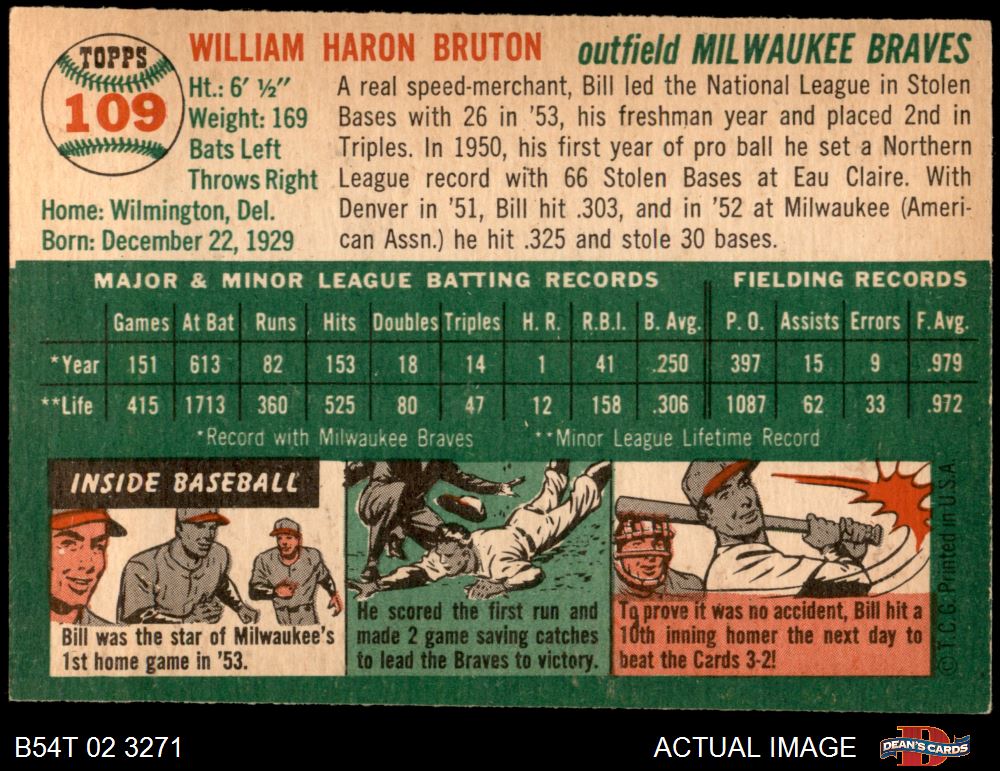 TOPPS
109
WILLIAM HARON BRUTON outfield MILWAUKEE BRAVES
Ht.: 6' ½"
Weight: 169
Bats Left
Throws Right
Home: Wilmington, Del.
Born: December 22, 1929
A real speed-merchant, Bill led the National League in Stolen
Bases with 26 in '53, his freshman year and placed 2nd in
Triples. In 1950, his first year of pro ball he set a Northern
League record with 66 Stolen Bases at Eau Claire. With
Denver in '51, Bill hit .303, and in '52 at Milwaukee (Ameri-
can Assn.) he hit .325 and stole 30 bases.
MAJOR & MINOR LEAGUE BATTING RECORDS FIELDING RECORDS
Games At Bat Runs Hits Doubles Triples H. R. R.B.I. B. Avg. P. O. Assists Errors F. Avg.
*Year 151 613 82 153 18 14 1 41 .250 397 15 9 .979
**Life 415 1713 360 525 80 47 12 158 .306 1087 62 33 .972
*Record with Milwaukee Braves **Minor League Lifetime Record
INSIDE BASEBALL
Bill was the star of Milwaukee's
1st home game in '53.
He scored the first run and
made 2 game saving catches
to lead the Braves to victory.
To prove it was no accident, Bill hit a
10th inning homer the next day to
beat the Cards 3-2!
© T.C.G. Printed in U.S.A.
B54T 02 3271
ACTUAL IMAGE
DEAN'S CARDS